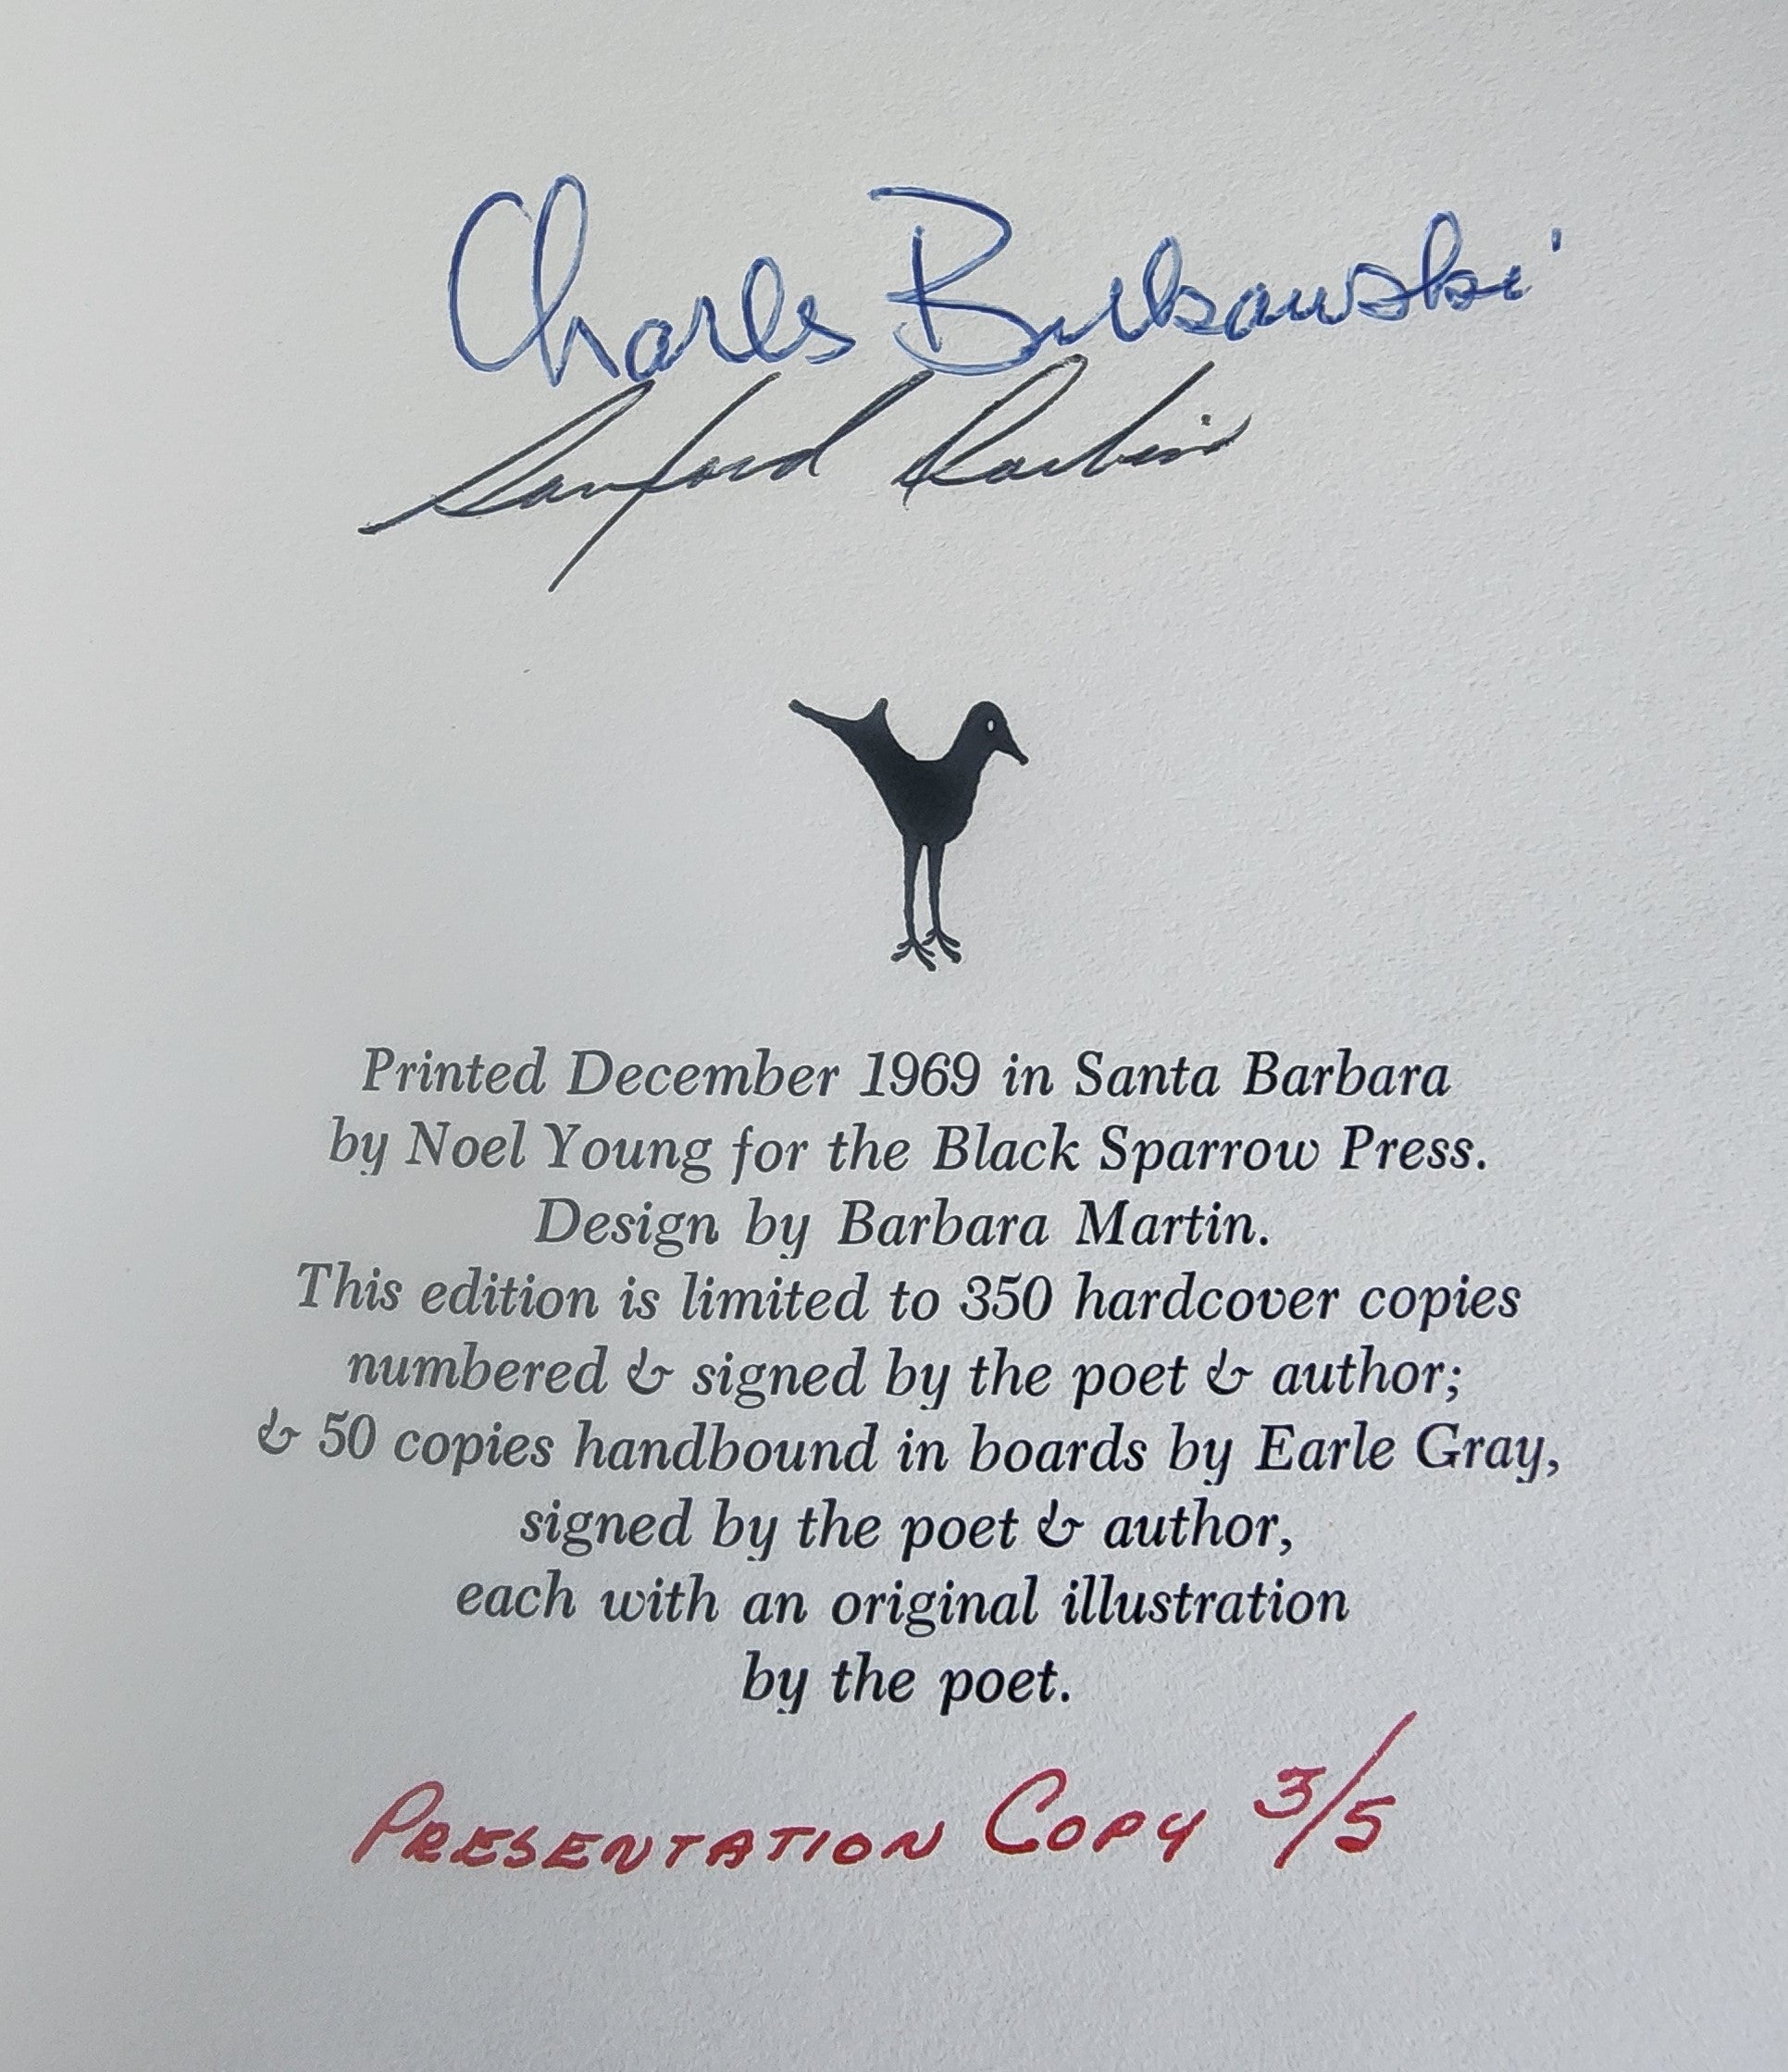 Charles Bukowski
Sanford Dorbin
Printed December 1969 in Santa Barbara
by Noel Young for the Black Sparrow Press.
Design by Barbara Martin.
This edition is limited to 350 hardcover copies
numbered & signed by the poet & author;
& 50 copies handbound in boards by Earle Gray,
signed by the poet & author,
each with an original illustration
by the poet.
PRESENTATION COPY 3/5